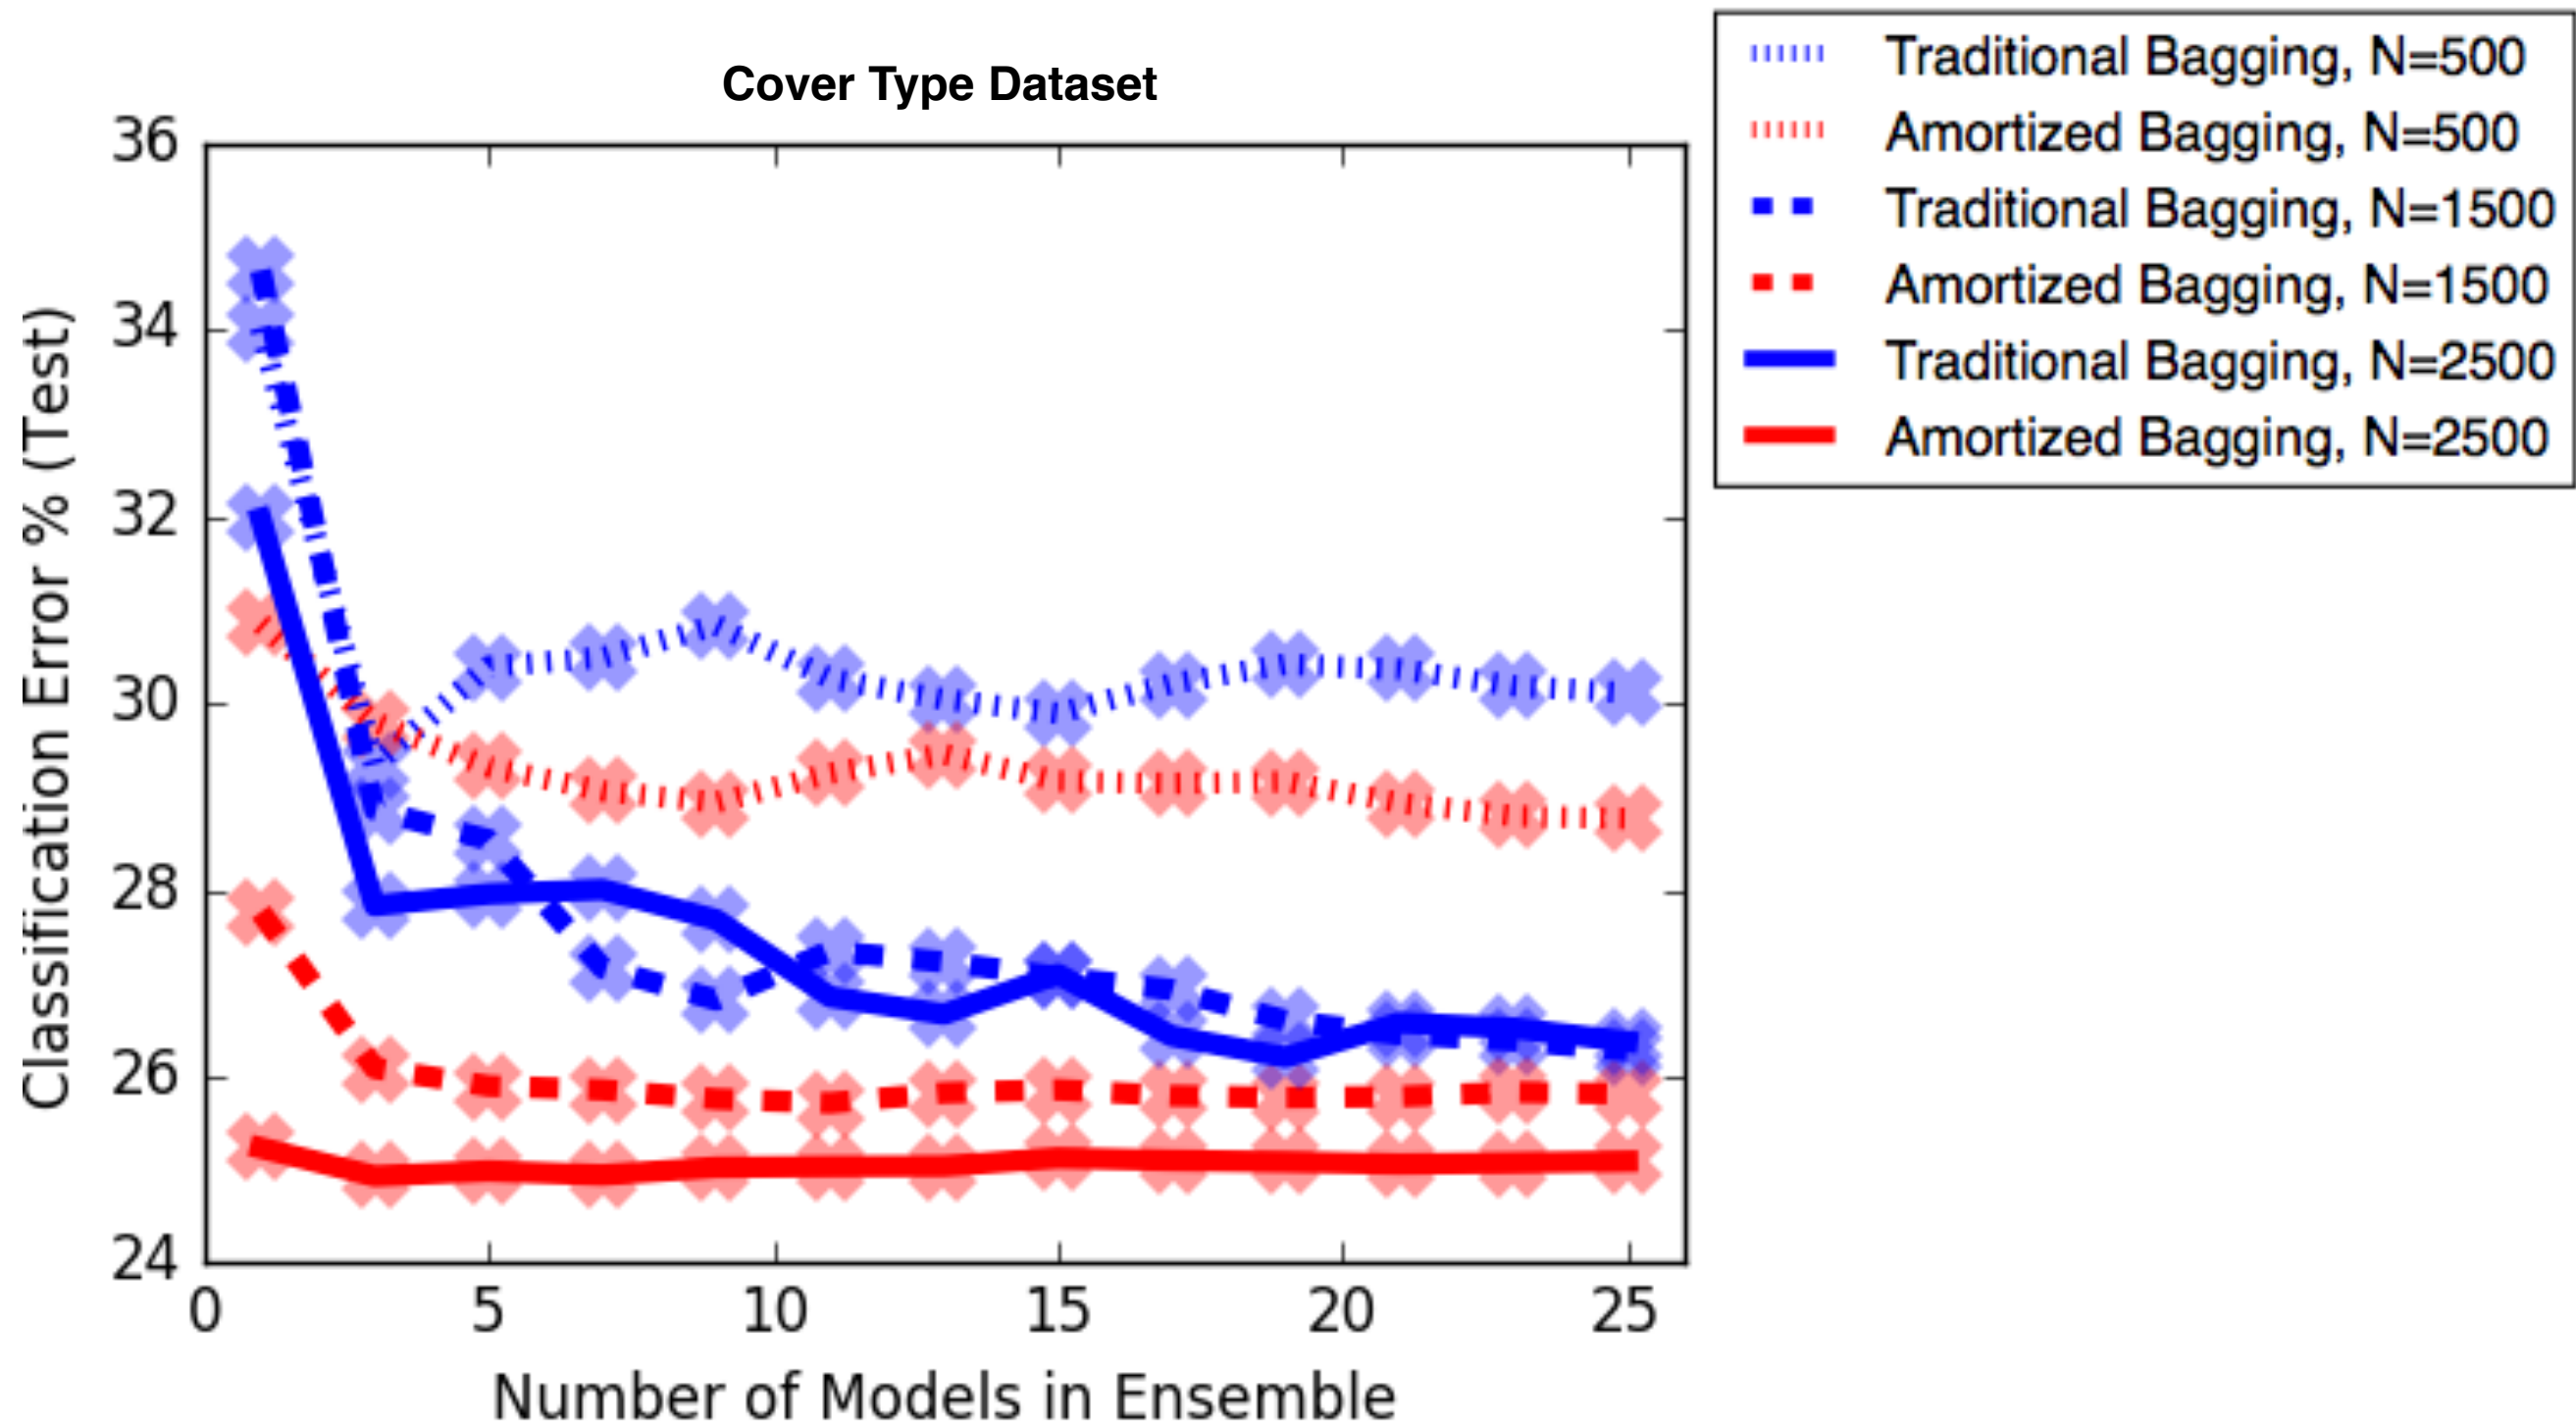 Cover Type Dataset
Traditional Bagging, N=500
Amortized Bagging, N=500
Traditional Bagging, N=1500
Amortized Bagging, N=1500
Traditional Bagging, N=2500
Amortized Bagging, N=2500
Classification Error % (Test)
36
34
32
30
28
26
24
0 5 10 15 20 25
Number of Models in Ensemble